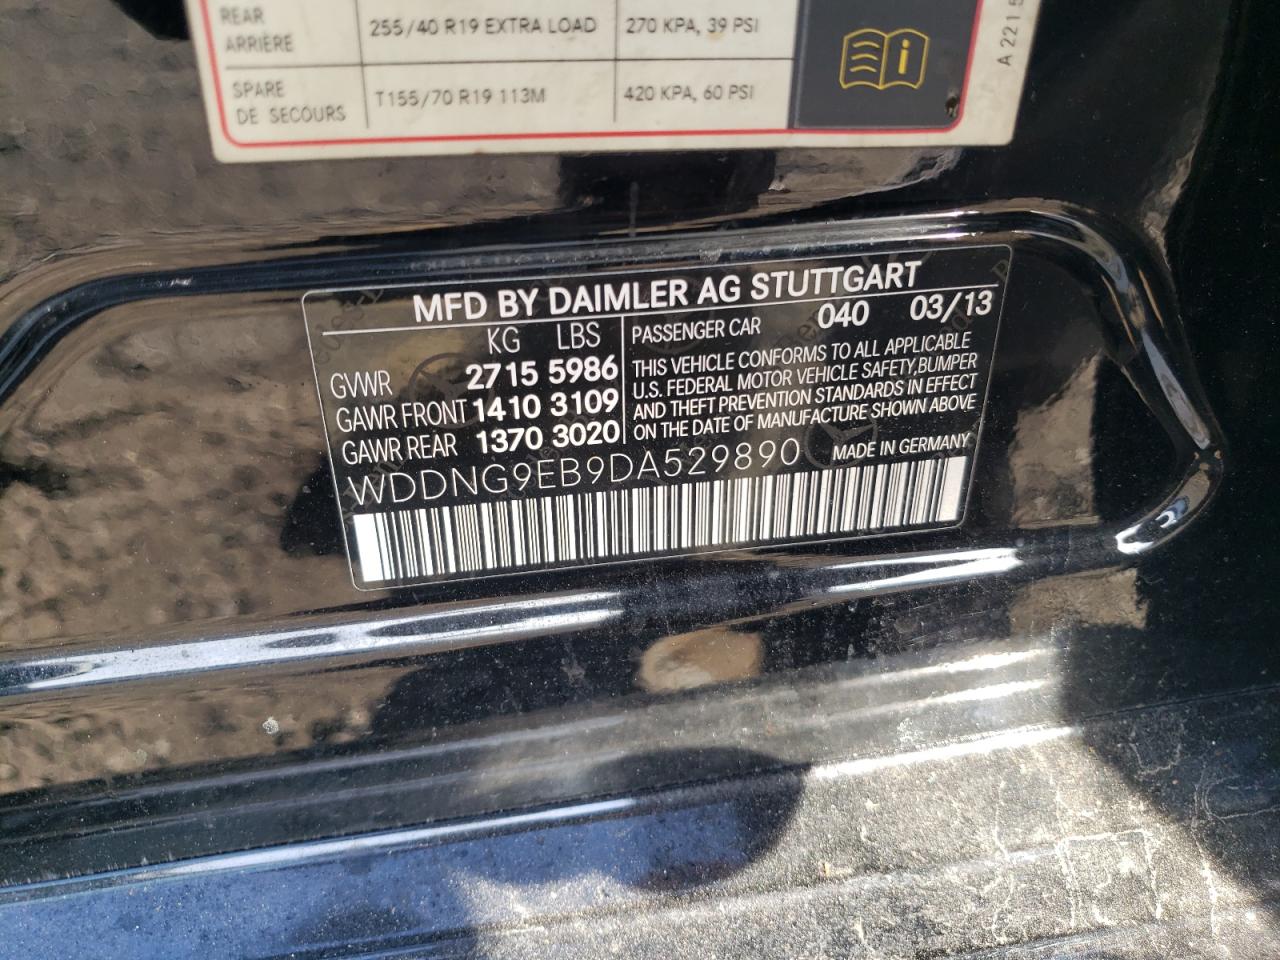 REAR
ARRIÈRE
255/40 R19 EXTRA LOAD
270 KPA, 39 PSI
SPARE
DE SECOURS
T155/70 R19 113M
420 KPA, 60 PSI
i
A 2215
MFD BY DAIMLER AG STUTTGART
KG LBS
GVWR 2715 5986
GAWR FRONT 1410 3109
GAWR REAR 1370 3020
PASSENGER CAR 040 03/13
THIS VEHICLE CONFORMS TO ALL APPLICABLE
U.S. FEDERAL MOTOR VEHICLE SAFETY,BUMPER
AND THEFT PREVENTION STANDARDS IN EFFECT
ON THE DATE OF MANUFACTURE SHOWN ABOVE
WDDNG9EB9DA529890 MADE IN GERMANY